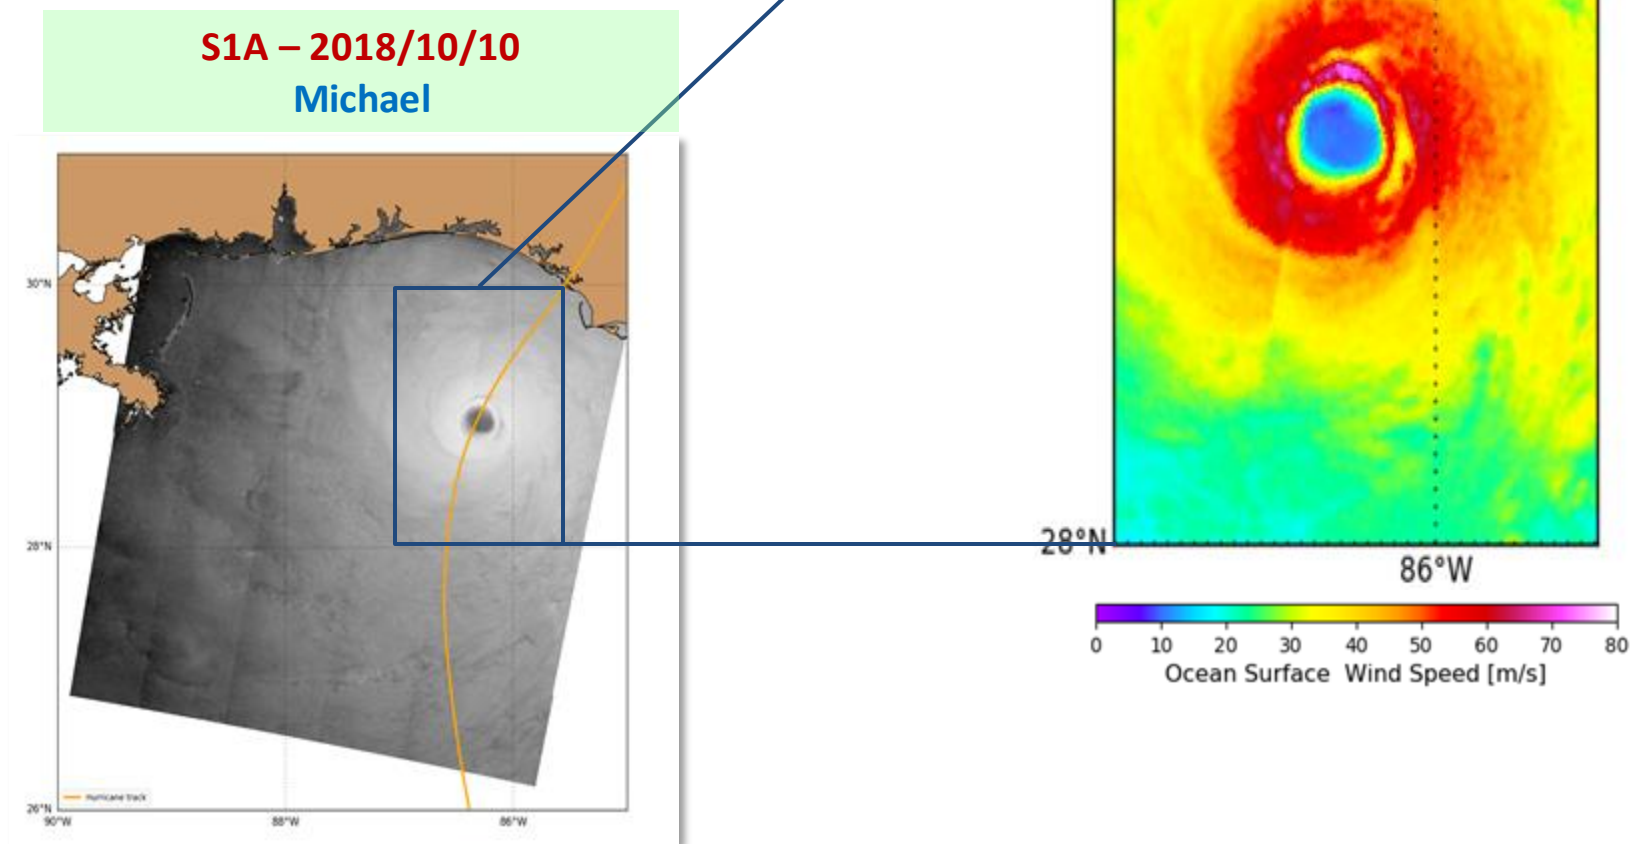 S1A – 2018/10/10
Michael
30°N
28°N
26°N
90°W
88°W
86°W
Hurricane track
28°N
86°W
0 10 20 30 40 50 60 70 80
Ocean Surface Wind Speed [m/s]